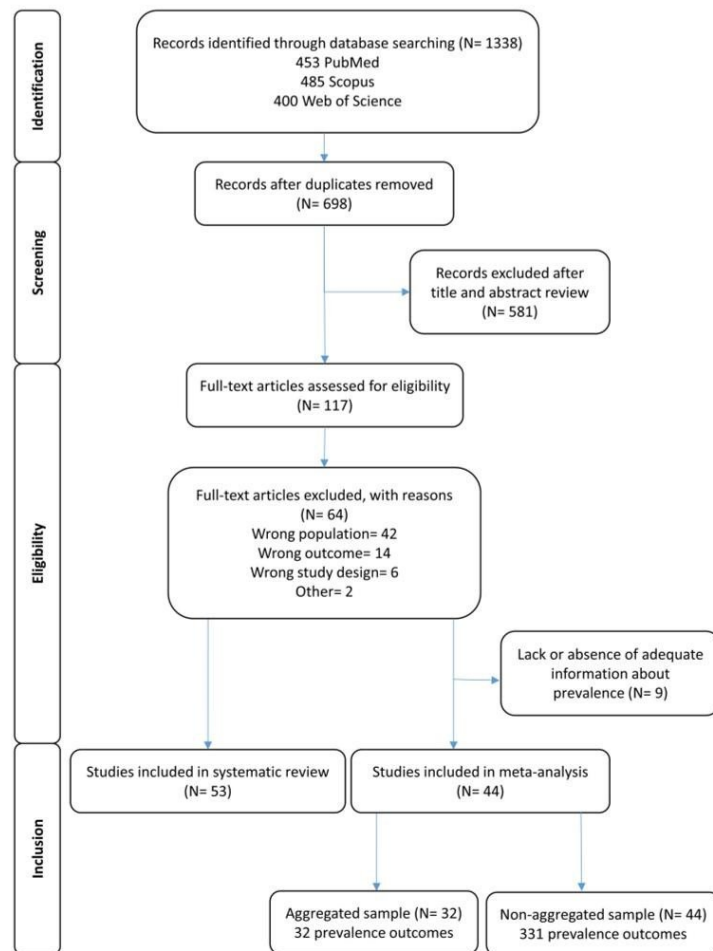 Identification
Records identified through database searching (N= 1338)
453 PubMed
485 Scopus
400 Web of Science
Screening
Records after duplicates removed
(N= 698)
Records excluded after
title and abstract review
(N= 581)
Eligibility
Full-text articles assessed for eligibility
(N= 117)
Full-text articles excluded, with reasons
(N= 64)
Wrong population= 42
Wrong outcome= 14
Wrong study design= 6
Other= 2
Lack or absence of adequate
information about
prevalence (N= 9)
Inclusion
Studies included in systematic review
(N= 53)
Studies included in meta-analysis
(N= 44)
Aggregated sample (N= 32)
32 prevalence outcomes
Non-aggregated sample (N= 44)
331 prevalence outcomes